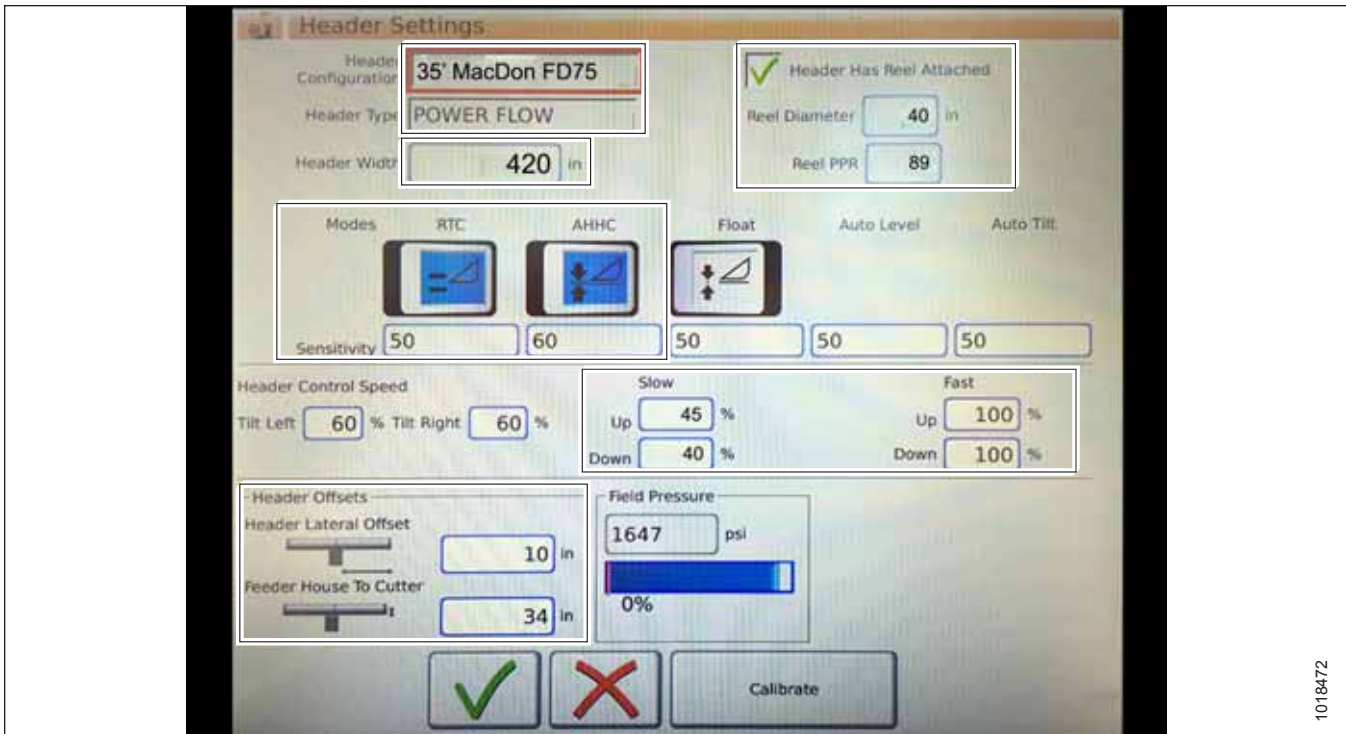 Header Settings
Header Configuration 35' MacDon FD75
Header Has Reel Attached
Header Type POWER FLOW
Reel Diameter 40 in
Header Width 420 in
Reel PPR 89
Modes RTC AHHC Float Auto Level Auto Tilt
Sensitivity 50 60 50 50 50
Header Control Speed
Slow Fast
Tilt Left 60 % Tilt Right 60 % Up 45 % Up 100 %
Down 40 % Down 100 %
Header Offsets
Field Pressure
Header Lateral Offset
10 in
1647 psi
Feeder House To Cutter
34 in
0%
Calibrate
1018472